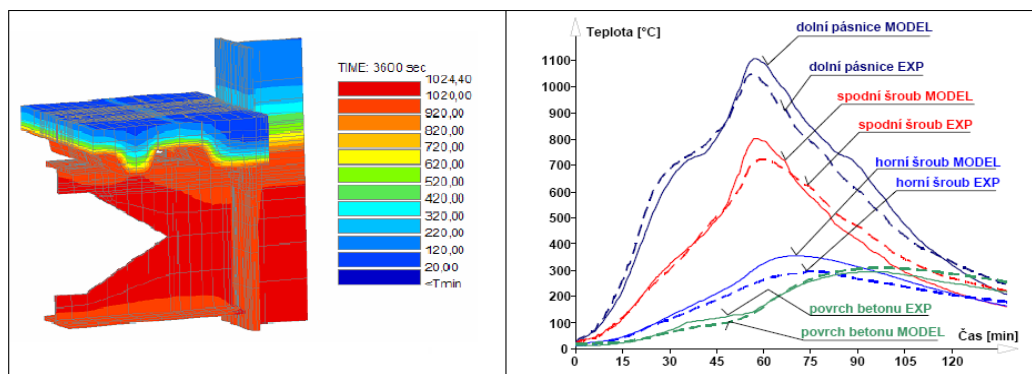 TIME: 3600 sec
1024,40
1020,00
920,00
820,00
720,00
620,00
520,00
420,00
320,00
220,00
120,00
20,00
<Tmin
Teplota [°C]
1100
1000
900
800
700
600
500
400
300
200
100
0
dolní pásnice MODEL
dolní pásnice EXP
spodní šroub MODEL
spodní šroub EXP
horní šroub MODEL
horní šroub EXP
povrch betonu EXP
povrch betonu MODEL
Čas [min]
0 15 30 45 60 75 90 105 120